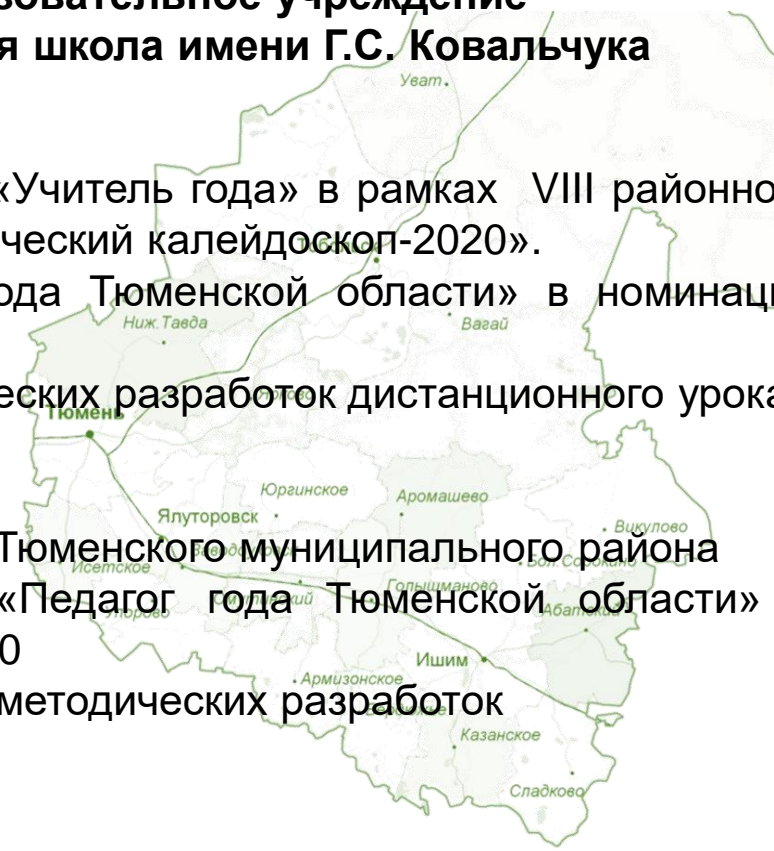 зовательное учреждение
я школа имени Г.С. Ковальчука
Уват
«Учитель года» в рамках VIII районно
ческий калейдоскоп-2020».
ода Тюменской области» в номинац
Ниж.Тавда
Вагай
еских разработок дистанционного урока
Тюмень
Юргинское
Аромашево
Ялуторовск
Викулово
Тюменского муниципального района
Исетское
Голышманово
«Педагог года Тюменской области»
0
Ишим
Армизонское
методических разработок
Казанское
Сладково